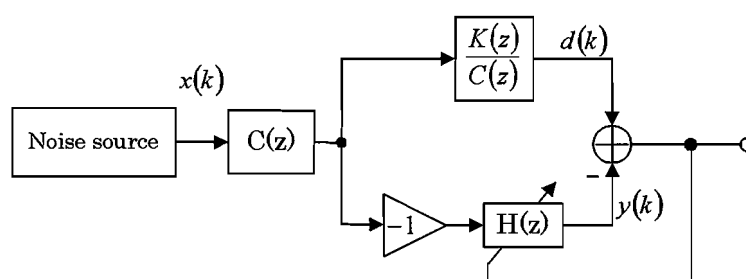 K(z)
C(z)
d(k)
x(k)
Noise source
C(z)
−
−1
H(z)
y(k)